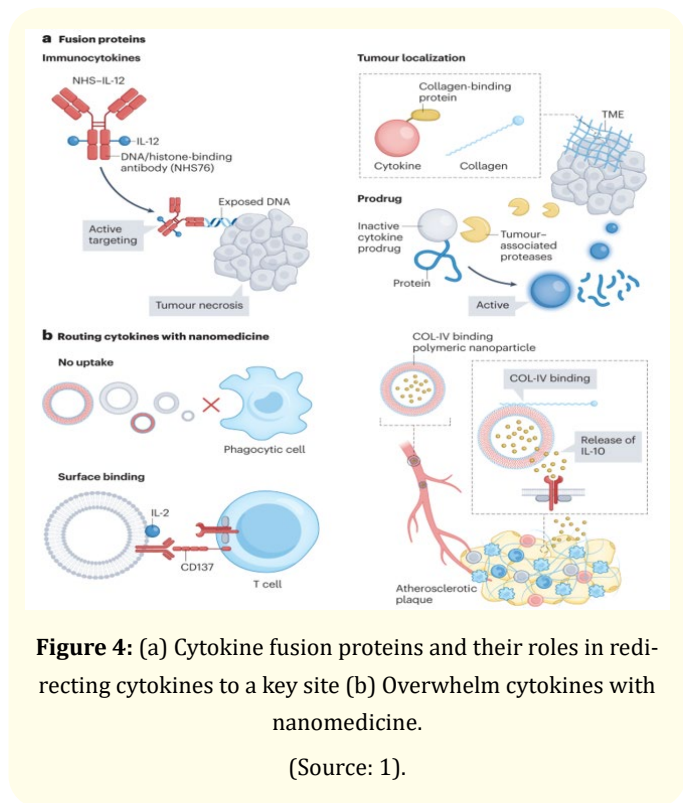 a Fusion proteins
Immunocytokines
NHS–IL-12
IL-12
DNA/histone-binding
antibody (NHS76)
Active
targeting
Exposed DNA
Tumour necrosis
Tumour localization
Collagen-binding
protein
Cytokine
Collagen
TME
Prodrug
Inactive
cytokine
prodrug
Tumour–
associated
proteases
Protein
Active
b Routing cytokines with nanomedicine
No uptake
Phagocytic cell
Surface binding
IL-2
CD137
T cell
COL-IV binding
polymeric nanoparticle
COL-IV binding
Release of
IL-10
Atherosclerotic
plaque
Figure 4: (a) Cytokine fusion proteins and their roles in redi-
recting cytokines to a key site (b) Overwhelm cytokines with
nanomedicine.
(Source: 1).